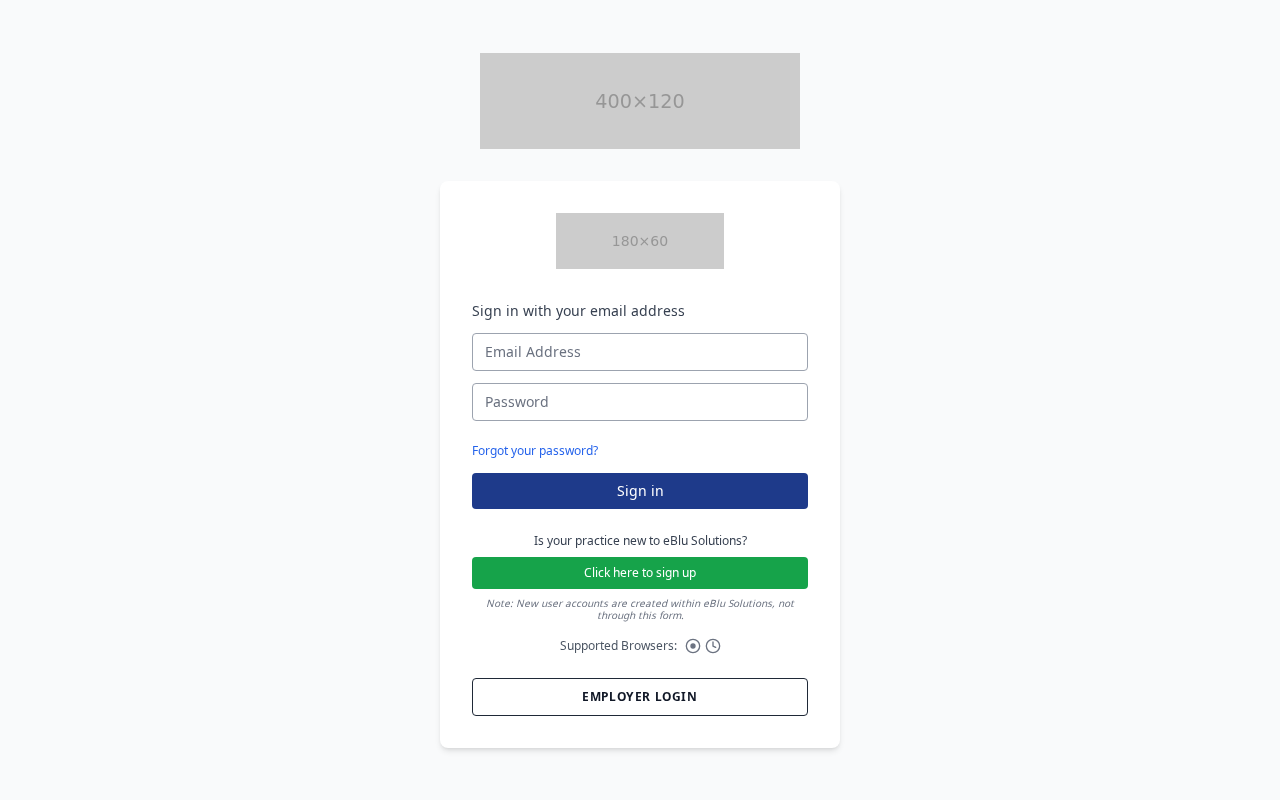 400×120
180×60
Sign in with your email address
Email Address
Password
Forgot your password?
Sign in
Is your practice new to eBlu Solutions?
Click here to sign up
Note: New user accounts are created within eBlu Solutions, not
through this form.
Supported Browsers:
EMPLOYER LOGIN